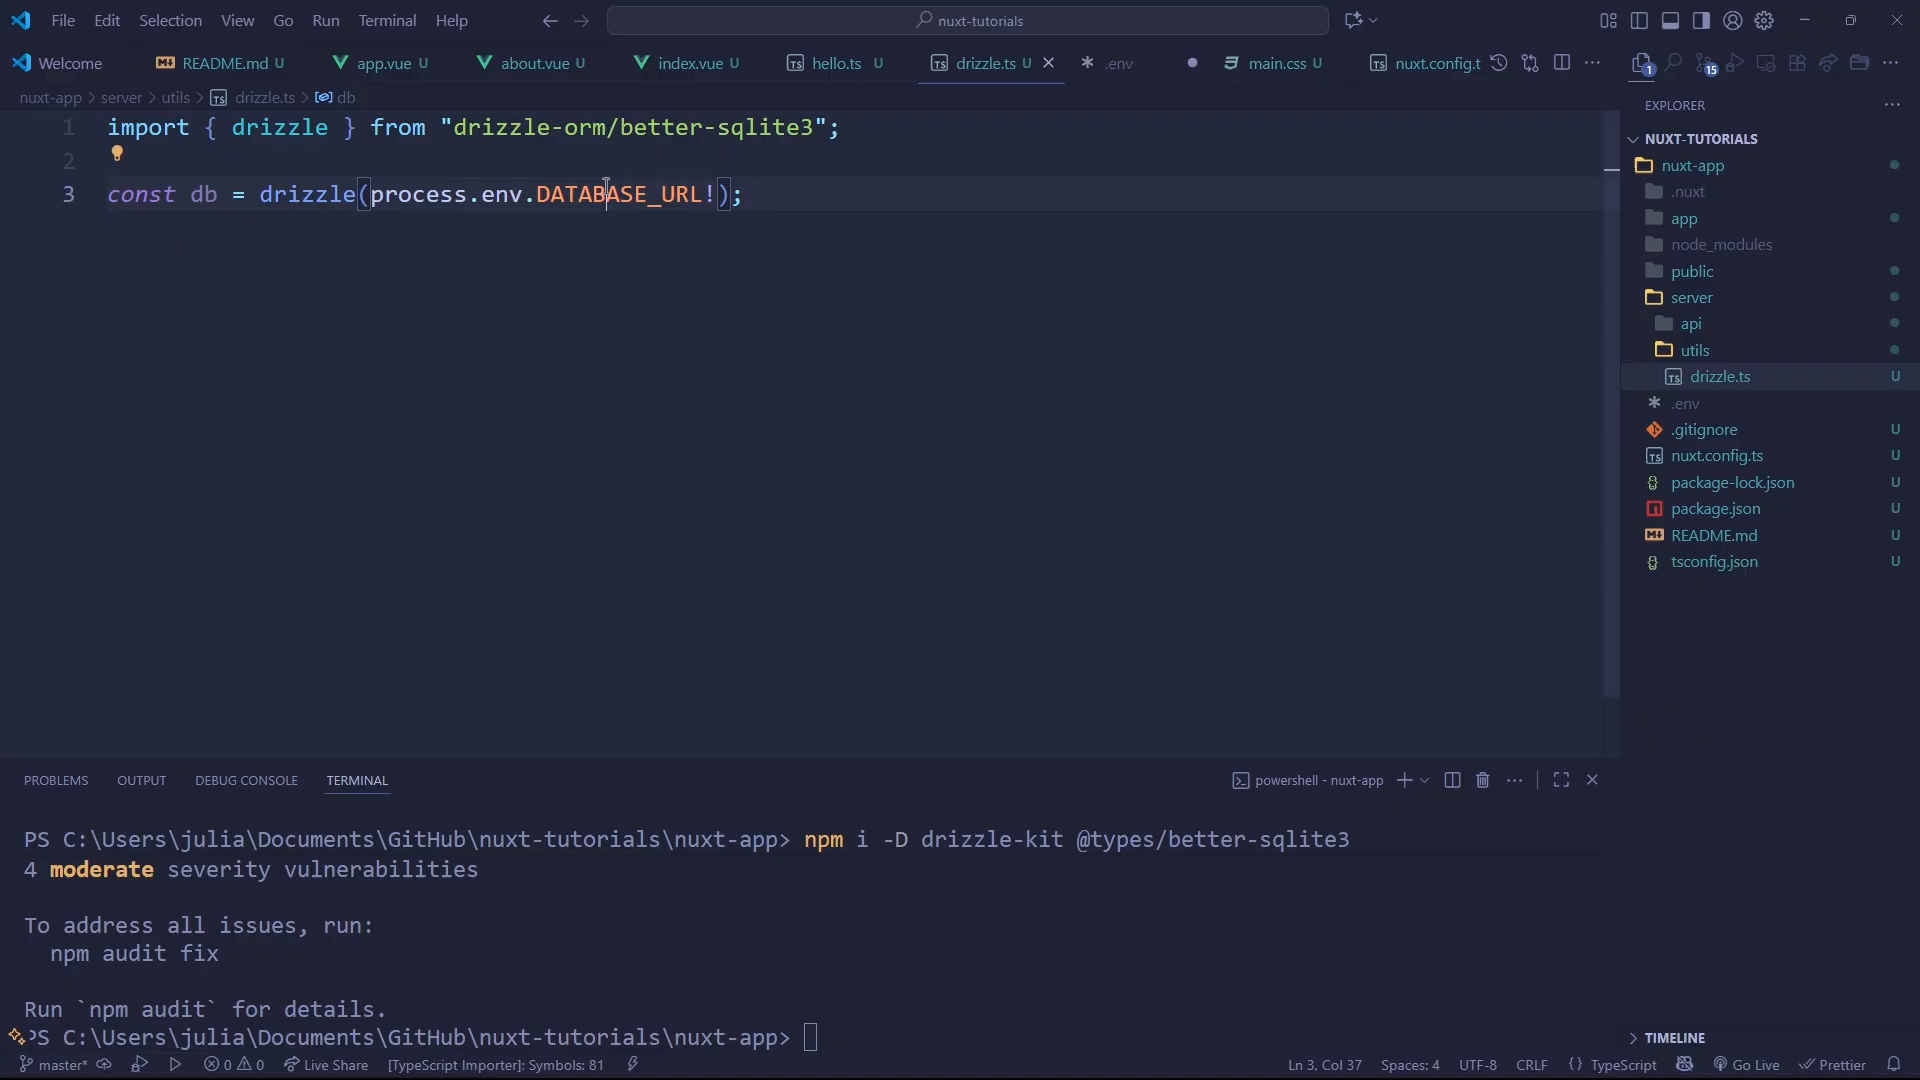 File Edit Selection View Go Run Terminal Help
nuxt-tutorials
Welcome README.md U app.vue U about.vue U index.vue U hello.ts U drizzle.ts U .env main.css U nuxt.config.t
nuxt-app > server > utils > drizzle.ts > db
1 import { drizzle } from "drizzle-orm/better-sqlite3";
2
3 const db = drizzle(process.env.DATABASE_URL!);
1
15
EXPLORER
NUXT-TUTORIALS
nuxt-app
.nuxt
app
node_modules
public
server
api
utils
drizzle.ts U
.env
.gitignore U
nuxt.config.ts U
package-lock.json U
package.json U
README.md U
tsconfig.json U
TIMELINE
PROBLEMS OUTPUT DEBUG CONSOLE TERMINAL
powershell - nuxt-app
PS C:\Users\julia\Documents\GitHub\nuxt-tutorials\nuxt-app> npm i -D drizzle-kit @types/better-sqlite3
4 moderate severity vulnerabilities
To address all issues, run:
npm audit fix
Run `npm audit` for details.
PS C:\Users\julia\Documents\GitHub\nuxt-tutorials\nuxt-app>
master* 0 0 Live Share [TypeScript Importer]: Symbols: 81
Ln 3, Col 37 Spaces: 4 UTF-8 CRLF {} TypeScript Go Live Prettier